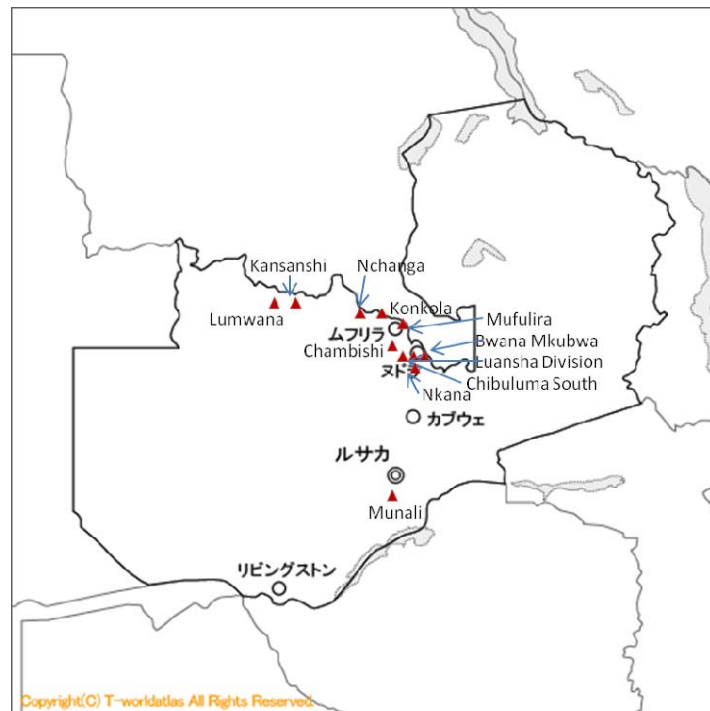 Kansanshi
Nchanga
Lumwana
Konkola
Mufulira
ムフリラ
Chambishi
Bwana Mkubwa
Luansha Division
ヌドラ
Chibuluma South
Nkana
カブウェ
ルサカ
Munali
リビングストン
Copyright(C) T-worldatlas All Rights Reserved.